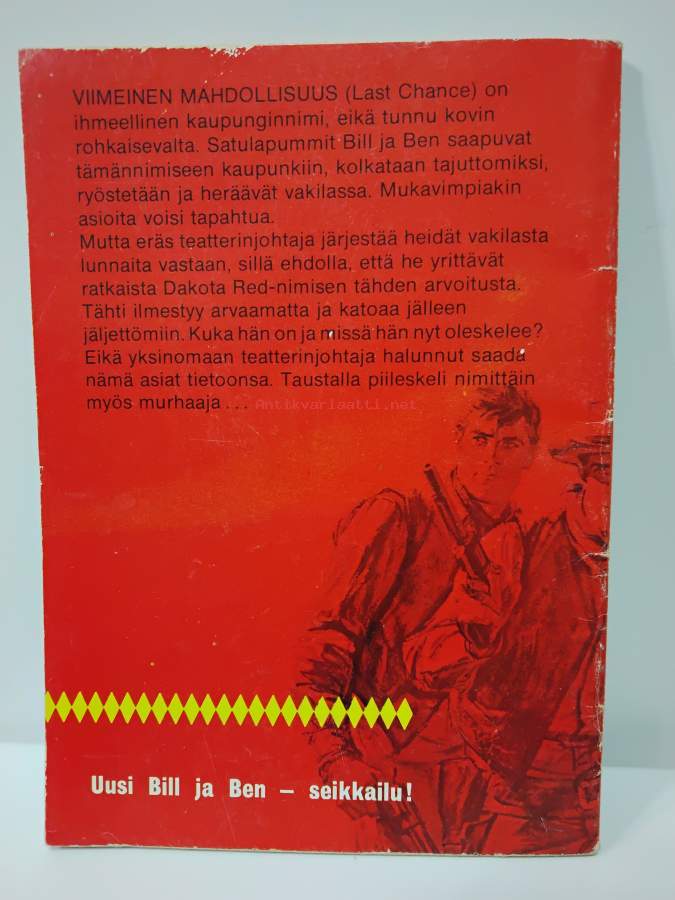 VIIMEINEN MAHDOLLISUUS (Last Chance) on
ihmeellinen kaupunginnimi, eikä tunnu kovin
rohkaisevalta. Satulapummit Bill ja Ben saapuvat
tämännimiseen kaupunkiin, kolkataan tajuttomiksi,
ryöstetään ja heräävät vakilassa. Mukavimpiakin
asioita voisi tapahtua.
Mutta eräs teatterinjohtaja järjestää heidät vakilasta
lunnaita vastaan, sillä ehdolla, että he yrittävät
ratkaista Dakota Red-nimisen tähden arvoitusta.
Tähti ilmestyy arvaamatta ja katoaa jälleen
jäljettömiin. Kuka hän on ja missä hän nyt oleskelee?
Eikä yksinomaan teatterinjohtaja halunnut saada
nämä asiat tietoonsa. Taustalla piileskeli nimittäin
myös murhaaja . . .
Antikvariaatti.net
Uusi Bill ja Ben – seikkailu!